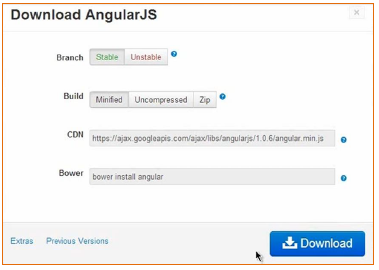 Download AngularJS
×
Branch Stable Unstable ?
Build Minified Uncompressed Zip ?
CDN https://ajax.googleapis.com/ajax/libs/angularjs/1.0.6/angular.min.js ?
Bower bower install angular ?
Extras Previous Versions Download